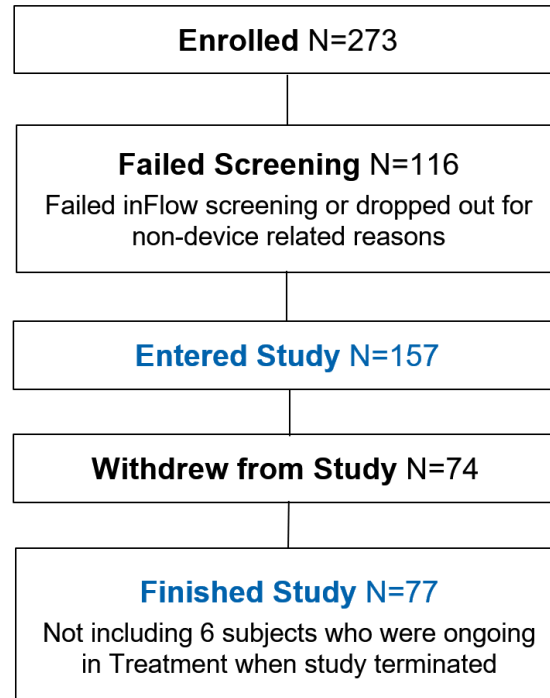 Enrolled N=273
Failed Screening N=116
Failed inFlow screening or dropped out for
non-device related reasons
Entered Study N=157
Withdrew from Study N=74
Finished Study N=77
Not including 6 subjects who were ongoing
in Treatment when study terminated